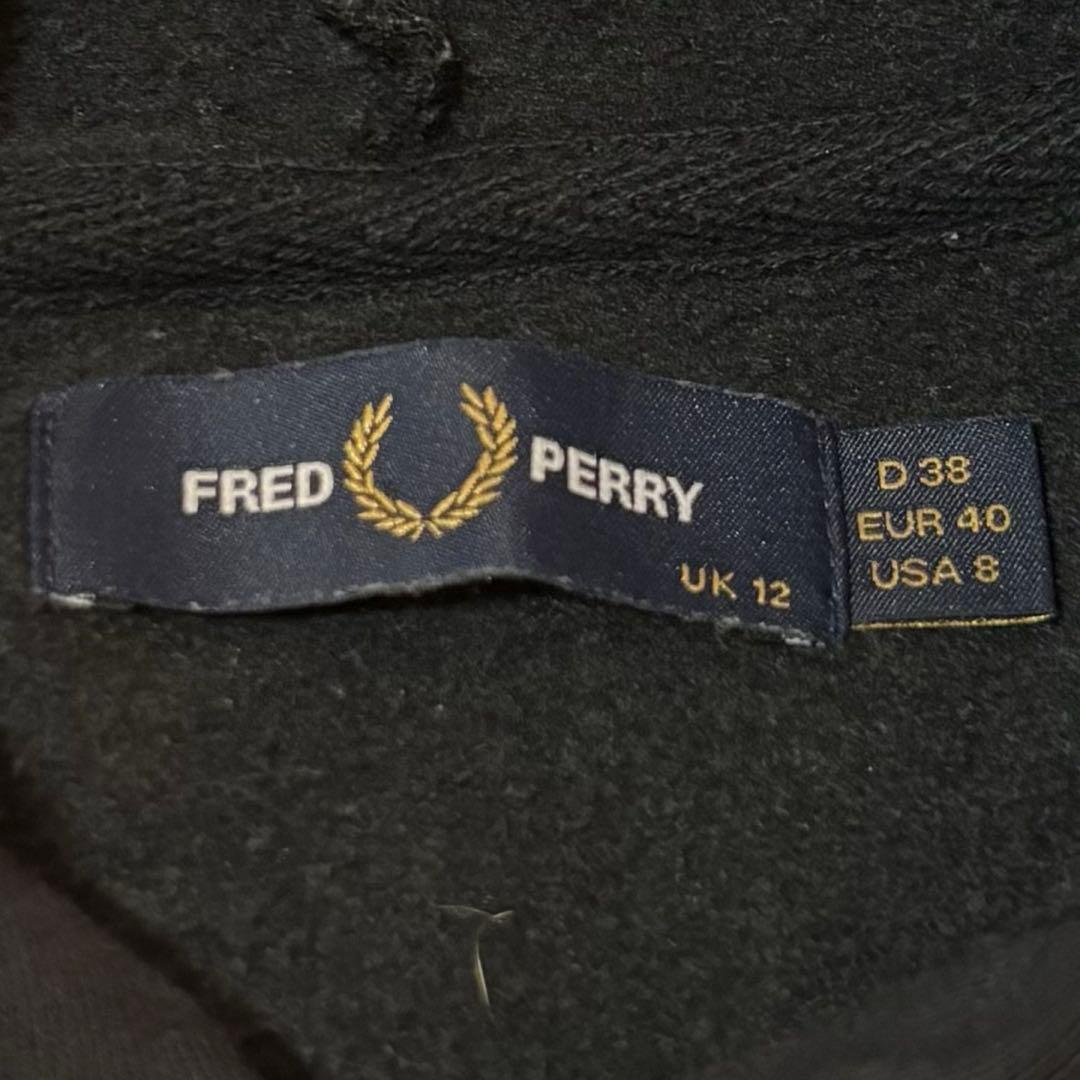 FRED PERRY
UK 12
D 38
EUR 40
USA 8